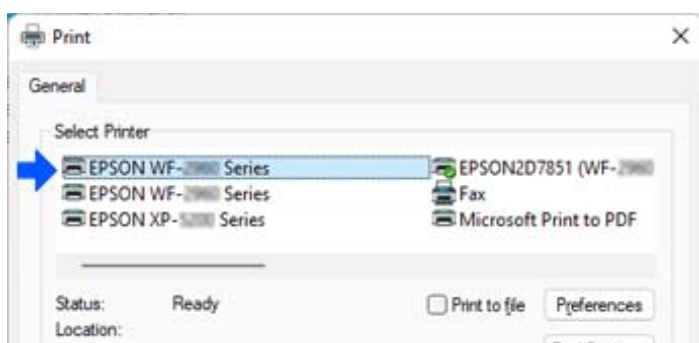 Print
General
Select Printer
EPSON WF- Series
EPSON2D7851 (WF-
EPSON WF- Series
Fax
EPSON XP- Series
Microsoft Print to PDF
Status: Ready
Print to file
Preferences
Location: